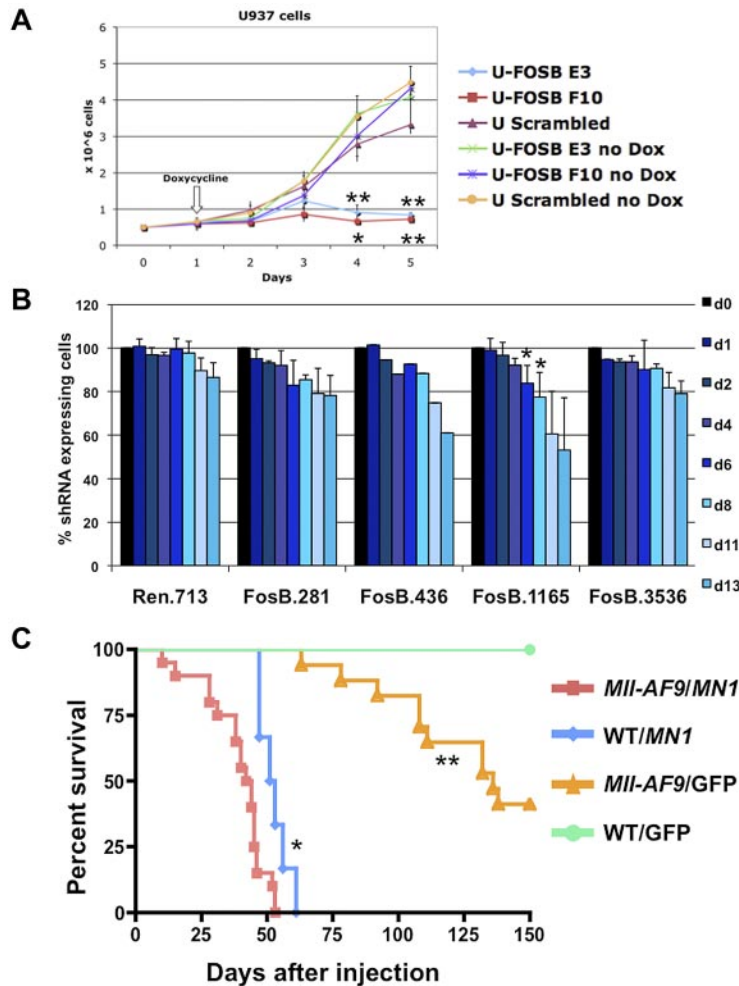 A
U937 cells
6
5
4
3
2
1
0
x 10^6 cells
Doxycycline
**
**
*
**
0 1 2 3 4 5
Days
U-FOSB E3
U-FOSB F10
U Scrambled
U-FOSB E3 no Dox
U-FOSB F10 no Dox
U Scrambled no Dox
B
120
100
80
60
40
20
0
% shRNA expressing cells
*
*
Ren.713 FosB.281 FosB.436 FosB.1165 FosB.3536
d0
d1
d2
d4
d6
d8
d11
d13
C
100
75
50
25
0
Percent survival
**
*
0 25 50 75 100 125 150
Days after injection
Mll-AF9/MN1
WT/MN1
Mll-AF9/GFP
WT/GFP